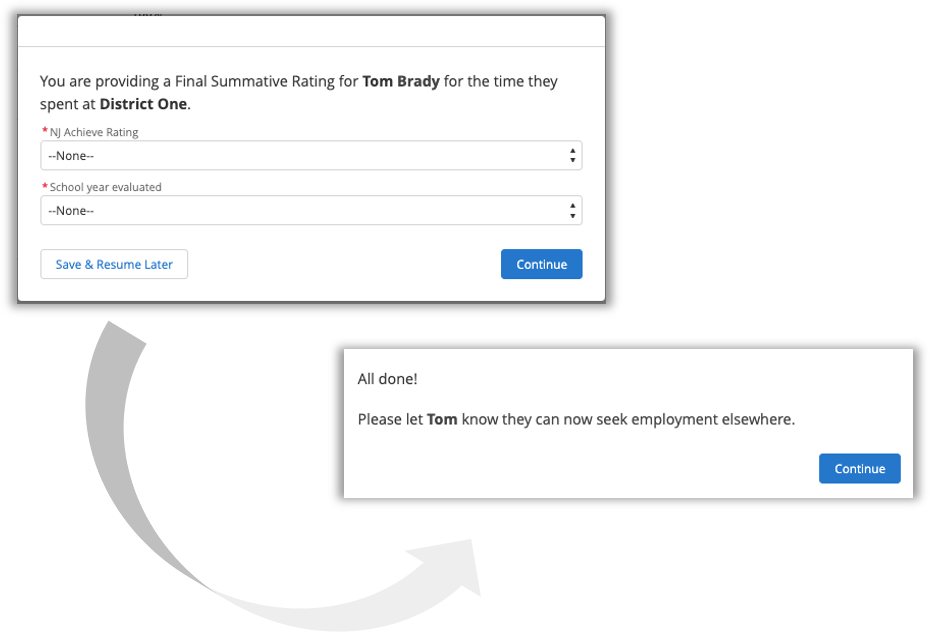 You are providing a Final Summative Rating for Tom Brady for the time they
spent at District One.
*NJ Achieve Rating
--None--
*School year evaluated
--None--
Save & Resume Later
Continue
All done!
Please let Tom know they can now seek employment elsewhere.
Continue